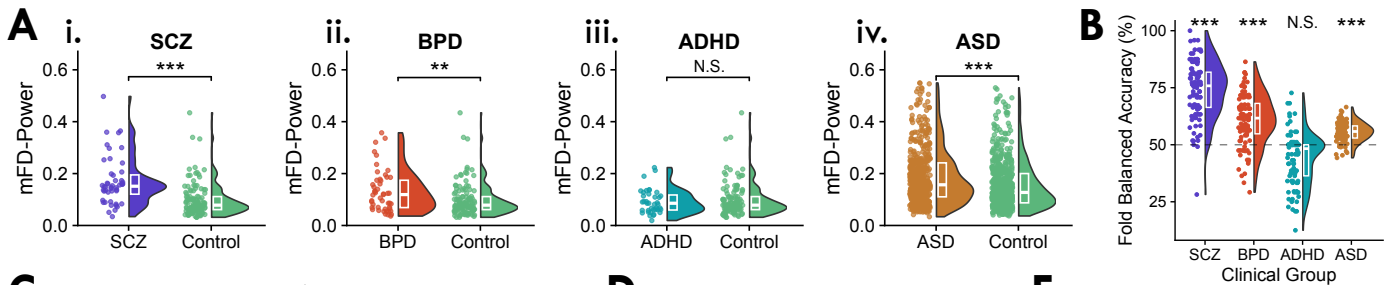 A
i.
SCZ
***
mFD-Power
0.6
0.4
0.2
0.0
SCZ Control
ii.
BPD
**
mFD-Power
0.6
0.4
0.2
0.0
BPD Control
iii.
ADHD
N.S.
mFD-Power
0.6
0.4
0.2
0.0
ADHD Control
iv.
ASD
***
mFD-Power
0.6
0.4
0.2
0.0
ASD Control
B
*** *** N.S. ***
Fold Balanced Accuracy (%)
100
75
50
25
SCZ BPD ADHD ASD
Clinical Group